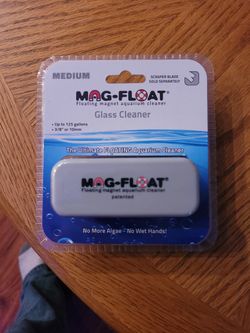 MEDIUM
SCRAPER BLADE
SOLD SEPARATELY
MAG-FLOAT
Floating magnet aquarium cleaner
Glass Cleaner
• Up to 125 gallons
• 3/8" or 10mm
The Ultimate FLOATING Aquarium Cleaner
MAG-FLOAT
Floating magnet aquarium cleaner
patented
No More Algae - No Wet Hands!